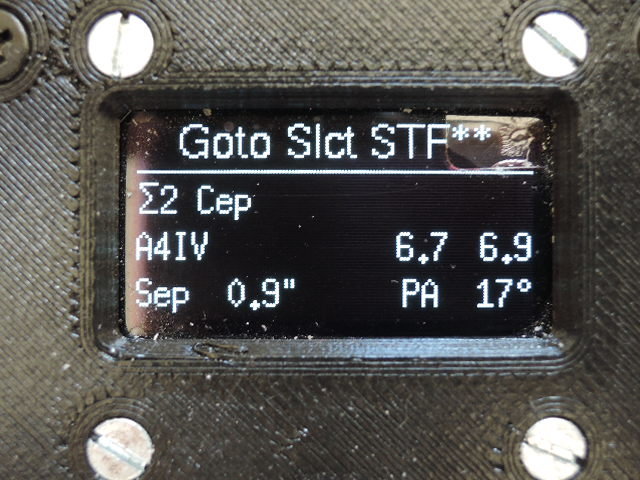 Goto Slct STF**
Σ2 Cep
A4IV 6.7 6.9
Sep 0.9" PA 17°